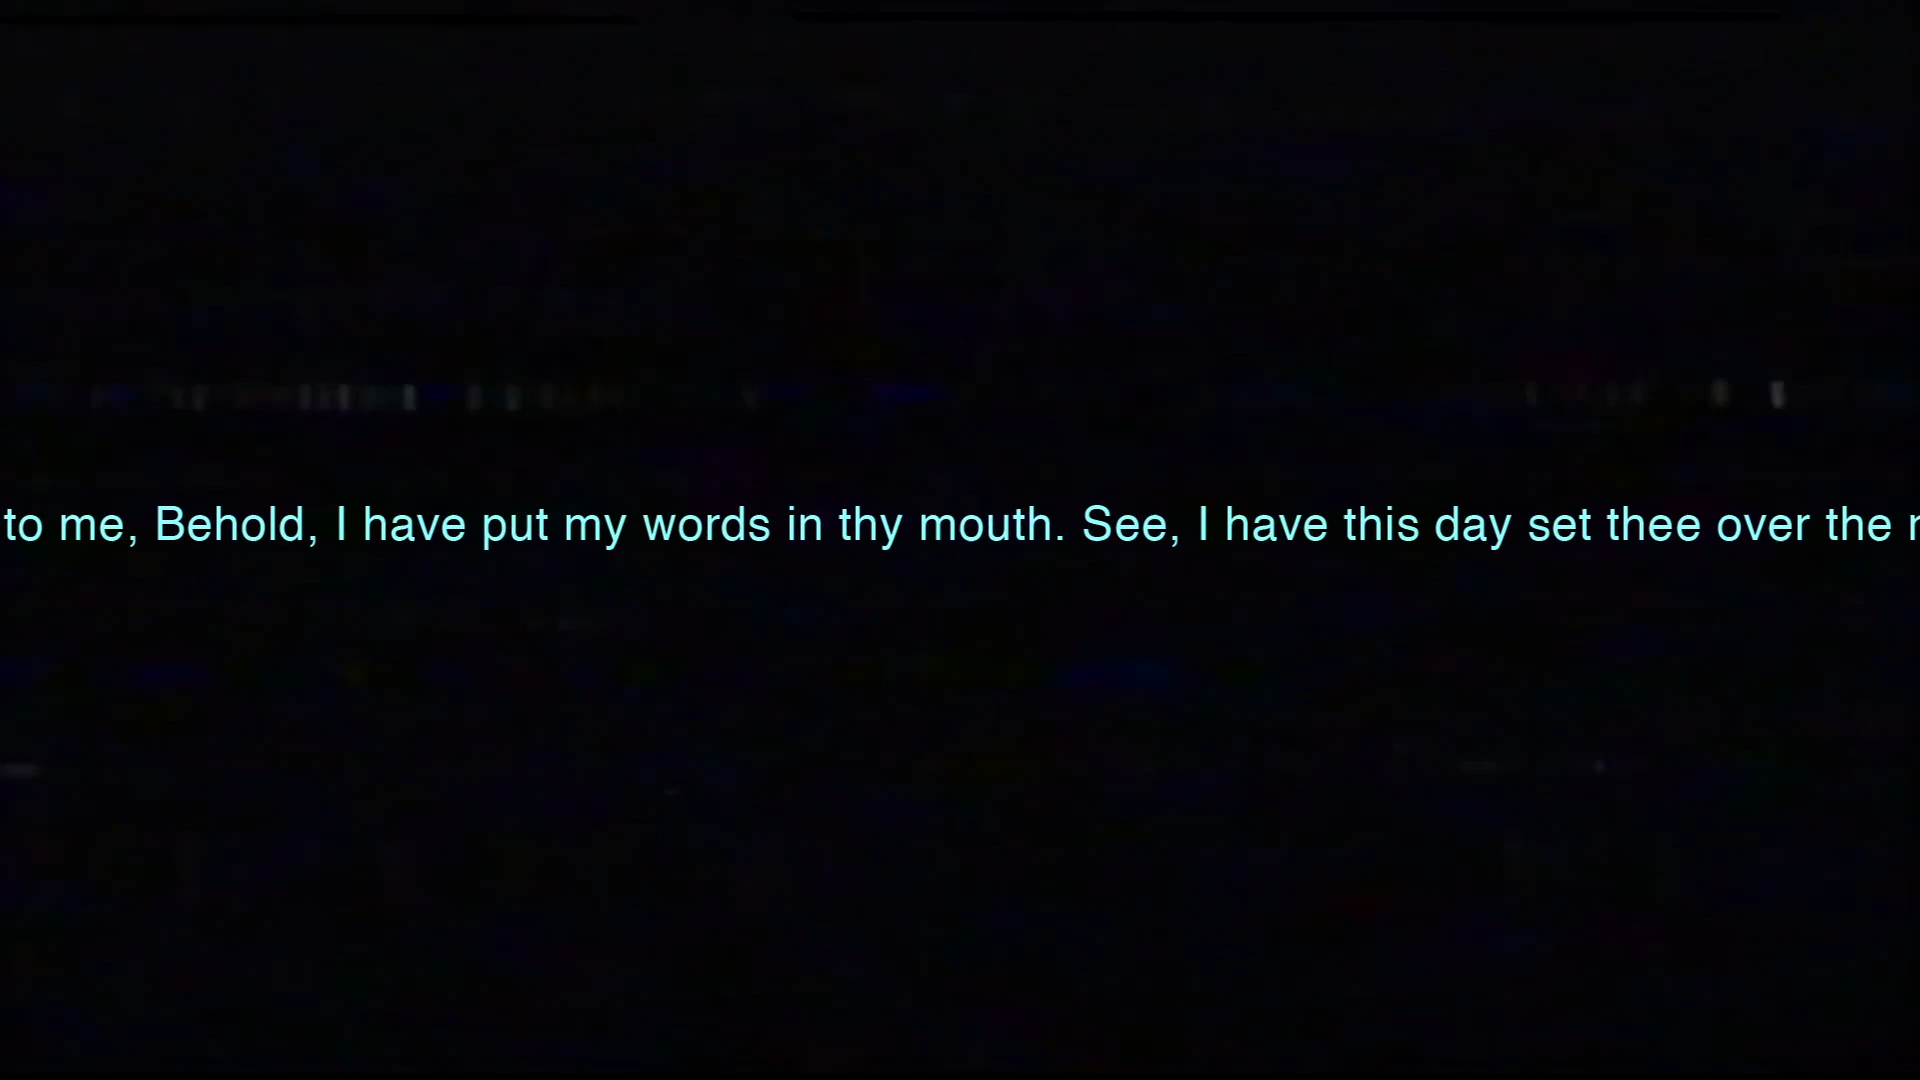 to me, Behold, I have put my words in thy mouth. See, I have this day set thee over the